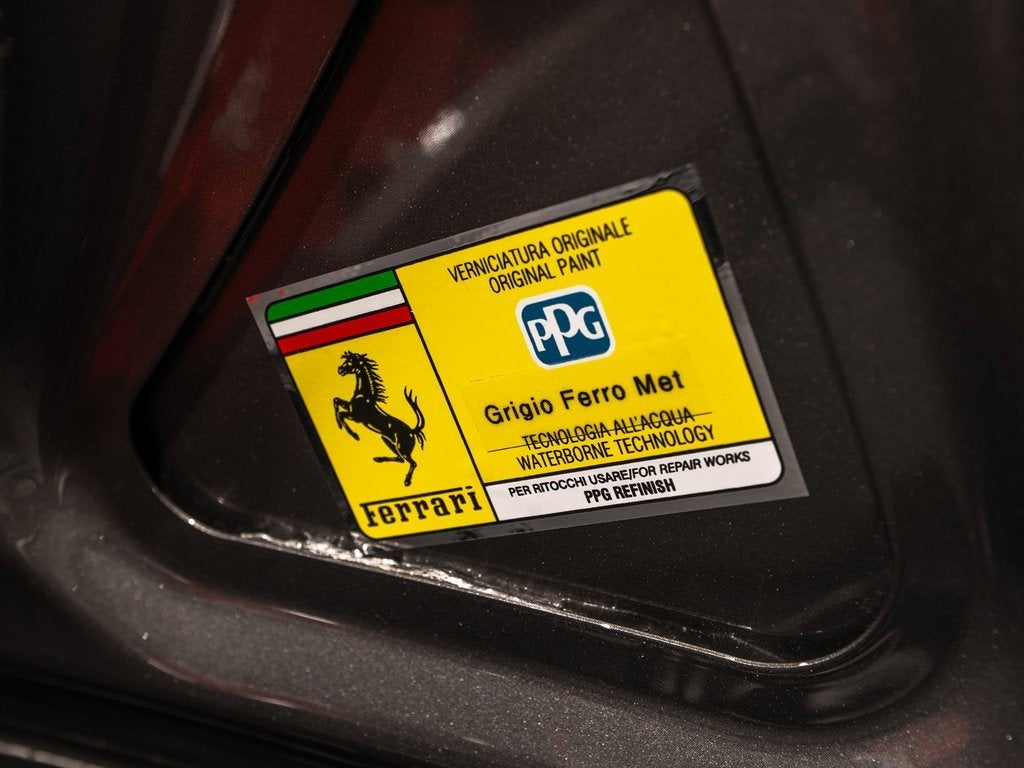 VERNICIATURA ORIGINALE
ORIGINAL PAINT
PPG
Grigio Ferro Met
TECNOLOGIA ALL'ACQUA
WATERBORNE TECHNOLOGY
PER RITOCCHI USARE/FOR REPAIR WORKS
PPG REFINISH
Ferrari